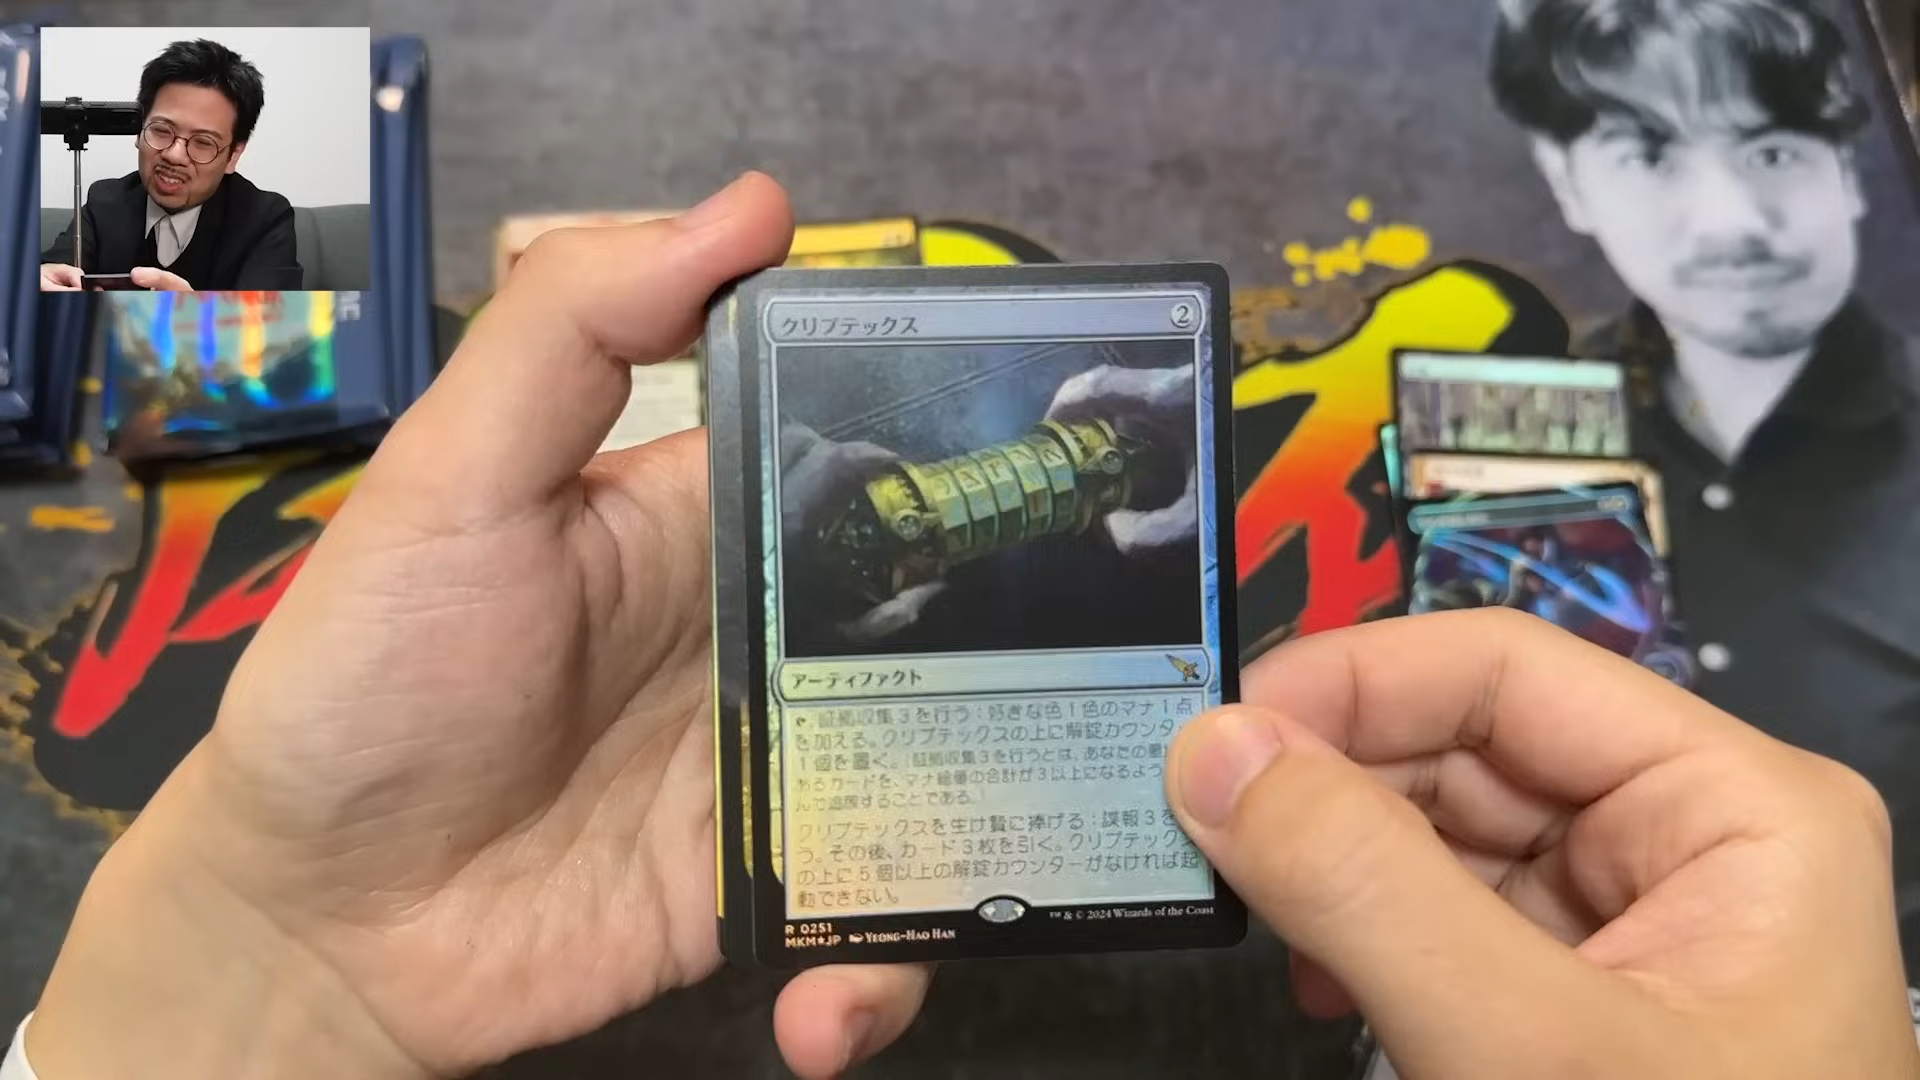 クリプテックス
2
アーティファクト
証拠収集3を行う:好きな色1色のマナ1点
を加える。クリプテックスの上に解錠カウンタ
1個を置く。(証拠収集3を行うとは、あなたの墓
あるカードを、マナ総量の合計が3以上になるよう
んで追放することである。)
クリプテックスを生け贄に捧げる:諜報3を
う。その後、カード3枚を引く。クリプテックス
の上に5個以上の解錠カウンターがなければ起
動できない。
R 0251
MKM★JP YEONG-HAO HAN
™ & © 2024 Wizards of the Coast